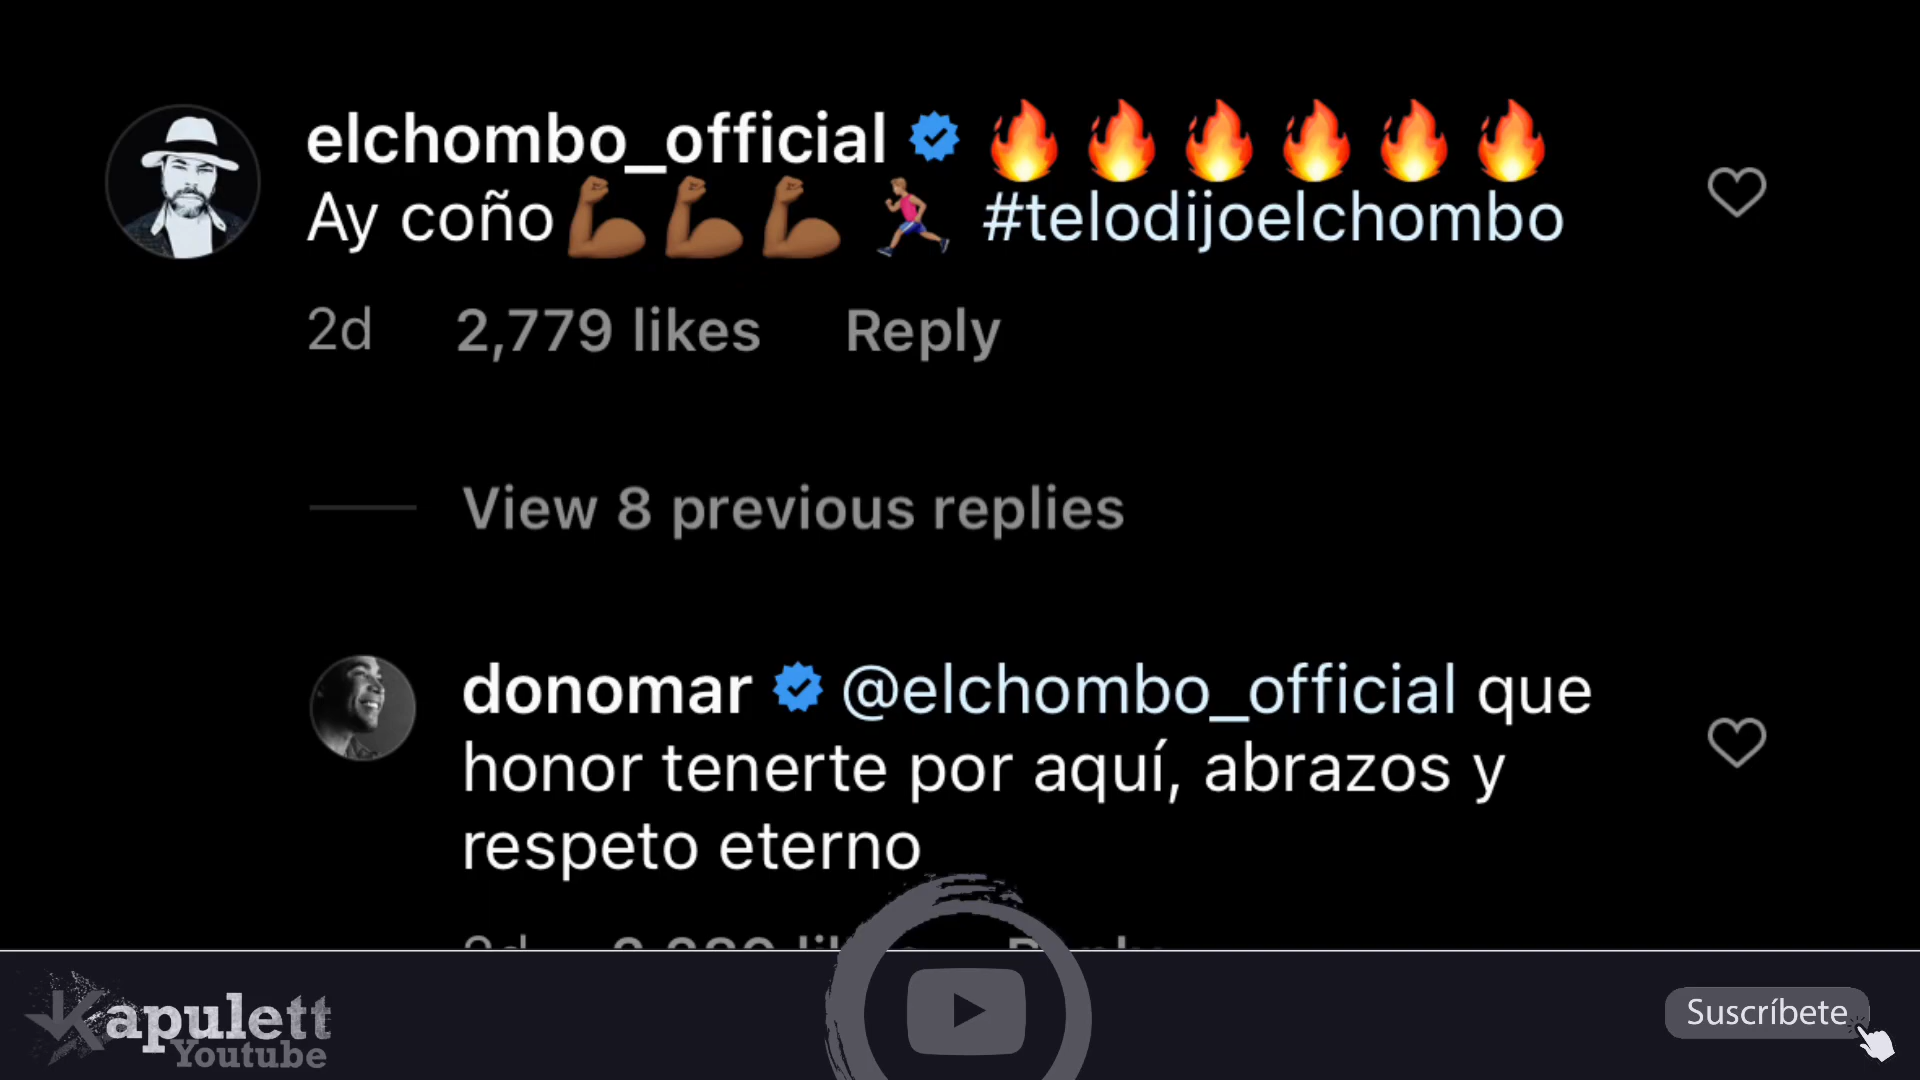 elchombo_official 🔥🔥🔥🔥🔥🔥
Ay coño💪🏾💪🏾💪🏾🏃🏽 #telodijoelchombo
2d 2,779 likes Reply
View 8 previous replies
donomar @elchombo_official que
honor tenerte por aquí, abrazos y
respeto eterno
Kapulett
Youtube
Suscríbete